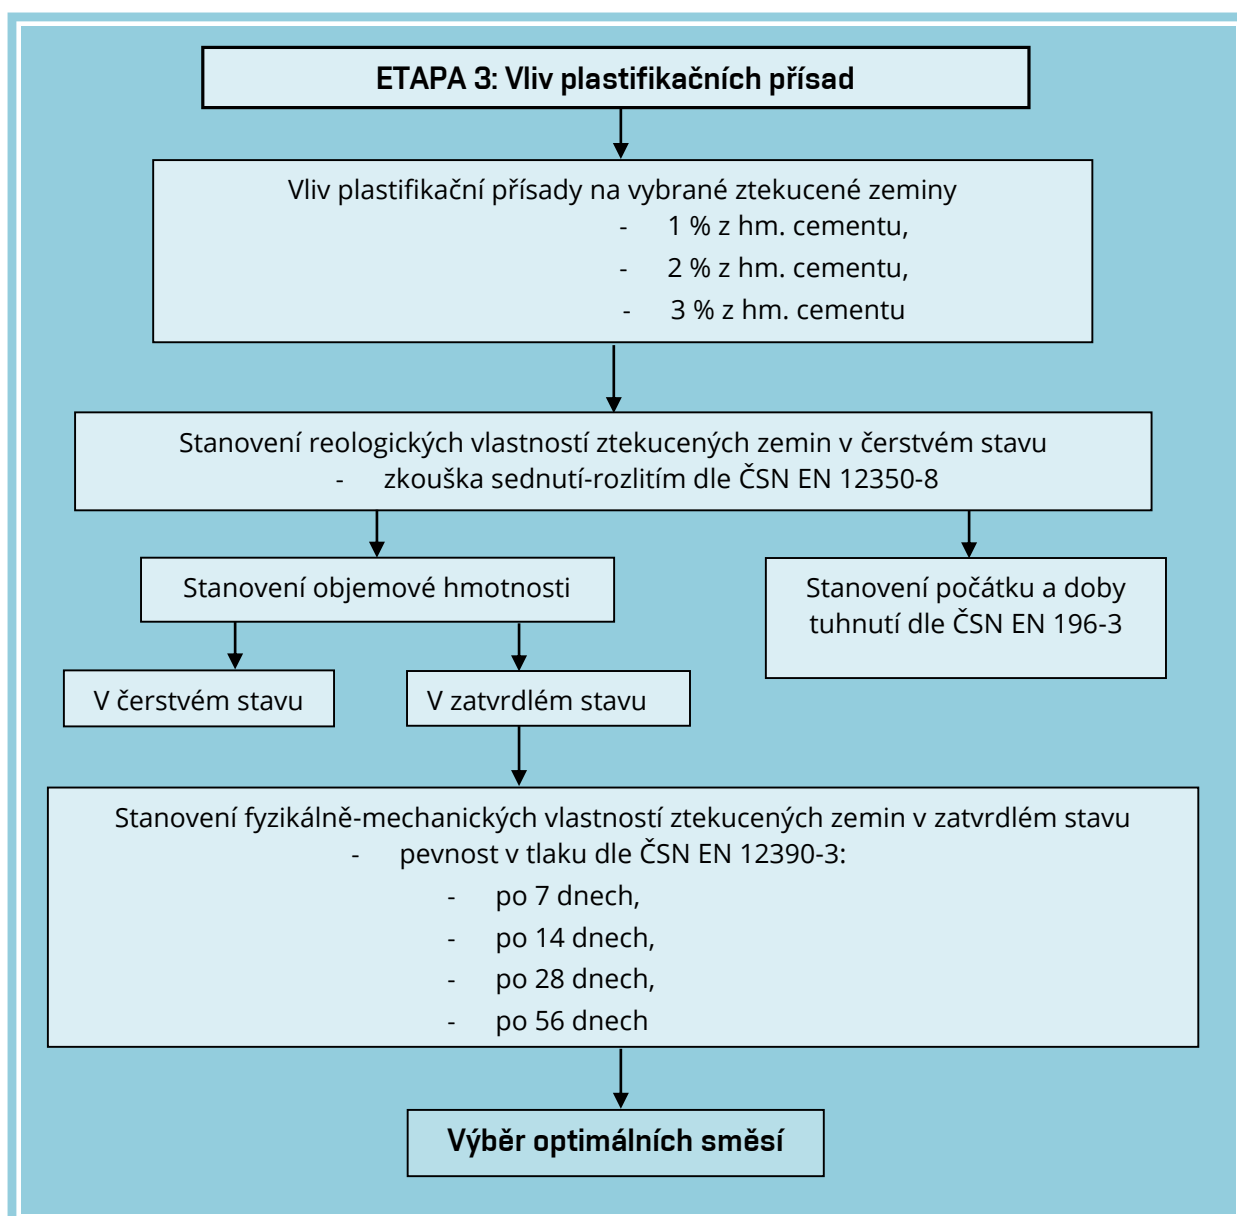 ETAPA 3: Vliv plastifikačních přísad
Vliv plastifikační přísady na vybrané ztekucené zeminy
- 1 % z hm. cementu,
- 2 % z hm. cementu,
- 3 % z hm. cementu
Stanovení reologických vlastností ztekucených zemin v čerstvém stavu
- zkouška sednutí-rozlitím dle ČSN EN 12350-8
Stanovení objemové hmotnosti
Stanovení počátku a doby
tuhnutí dle ČSN EN 196-3
V čerstvém stavu
V zatvrdlém stavu
Stanovení fyzikálně-mechanických vlastností ztekucených zemin v zatvrdlém stavu
- pevnost v tlaku dle ČSN EN 12390-3:
- po 7 dnech,
- po 14 dnech,
- po 28 dnech,
- po 56 dnech
Výběr optimálních směsí